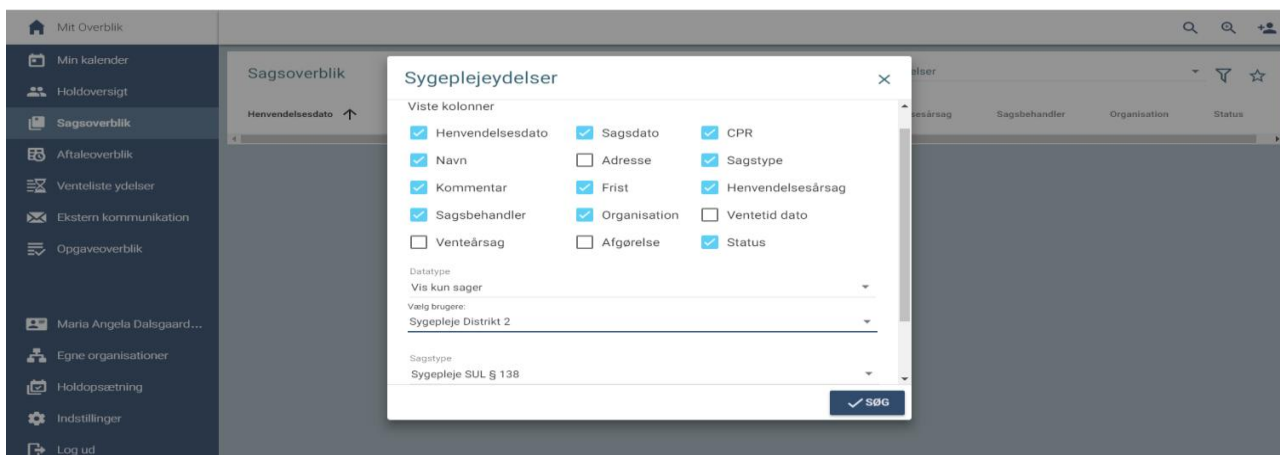 Mit Overblik
Min kalender
Holdoversigt
Sagsoverblik
Aftaleoverblik
Venteliste ydelser
Ekstern kommunikation
Opgaveoverblik
Maria Angela Dalsgaard...
Egne organisationer
Holdopsætning
Indstillinger
Log ud
Sagsoverblik
Henvendelsesdato
Sagsbehandler Organisation Status
Sygeplejeydelser
Viste kolonner
Henvendelsesdato Sagsdato CPR
Navn Adresse Sagstype
Kommentar Frist Henvendelsesårsag
Sagsbehandler Organisation Ventetid dato
Venteårsag Afgørelse Status
Datatype
Vis kun sager
Vælg brugere:
Sygepleje Distrikt 2
Sagstype
Sygepleje SUL § 138
SØG